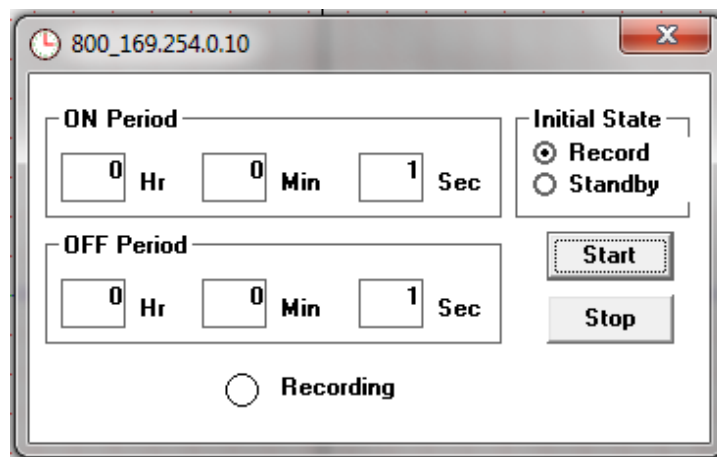 800_169.254.0.10
ON Period
0 Hr 0 Min 1 Sec
Initial State
Record
Standby
OFF Period
0 Hr 0 Min 1 Sec
Start
Stop
Recording